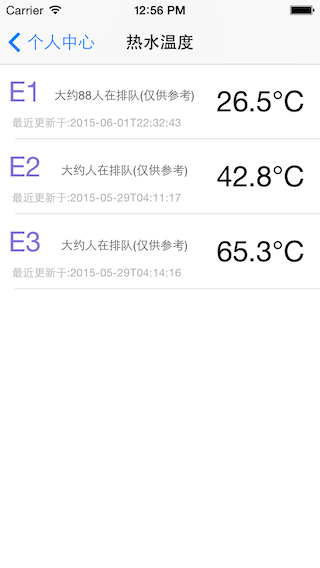 Carrier 12:56 PM
个人中心 热水温度
E1 大约88人在排队(仅供参考) 26.5°C
最近更新于:2015-06-01T22:32:43
E2 大约人在排队(仅供参考) 42.8°C
最近更新于:2015-05-29T04:11:17
E3 大约人在排队(仅供参考) 65.3°C
最近更新于:2015-05-29T04:14:16